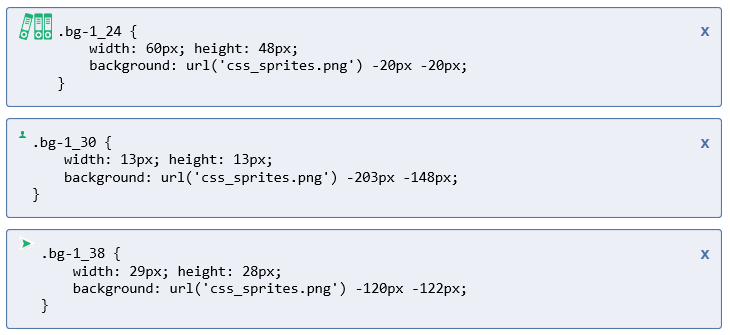 .bg-1_24 {
x
width: 60px; height: 48px;
background: url('css_sprites.png') -20px -20px;
}
.bg-1_30 {
x
width: 13px; height: 13px;
background: url('css_sprites.png') -203px -148px;
}
.bg-1_38 {
x
width: 29px; height: 28px;
background: url('css_sprites.png') -120px -122px;
}